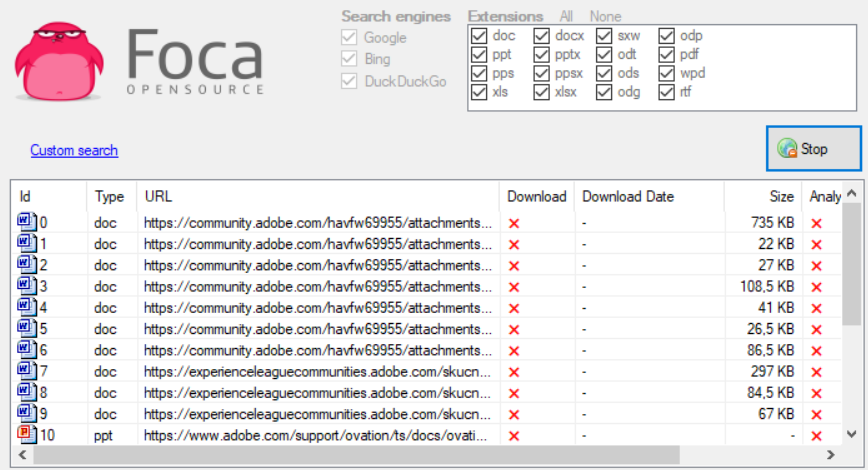 Search engines Extensions All None
Foca
OPENSOURCE
Google
Bing
DuckDuckGo
doc docx sxw odp
ppt pptx odt pdf
pps ppsx ods wpd
xls xlsx odg rtf
Custom search
Stop
Id Type URL Download Download Date Size Analy
0 doc https://community.adobe.com/havfw69955/attachments... × - 735 KB ×
1 doc https://community.adobe.com/havfw69955/attachments... × - 22 KB ×
2 doc https://community.adobe.com/havfw69955/attachments... × - 27 KB ×
3 doc https://community.adobe.com/havfw69955/attachments... × - 108,5 KB ×
4 doc https://community.adobe.com/havfw69955/attachments... × - 41 KB ×
5 doc https://community.adobe.com/havfw69955/attachments... × - 26,5 KB ×
6 doc https://community.adobe.com/havfw69955/attachments... × - 86,5 KB ×
7 doc https://experienceleaguecommunities.adobe.com/skucn... × - 297 KB ×
8 doc https://experienceleaguecommunities.adobe.com/skucn... × - 84,5 KB ×
9 doc https://experienceleaguecommunities.adobe.com/skucn... × - 67 KB ×
10 ppt https://www.adobe.com/support/ovation/ts/docs/ovati... × - - ×